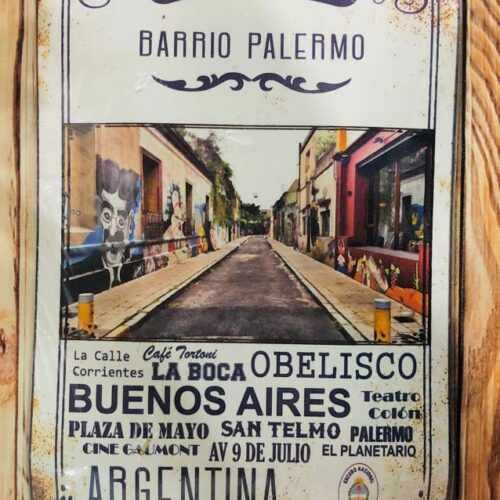 BARRIO PALERMO
La Calle Corrientes
Café Tortoni
LA BOCA
OBELISCO
BUENOS AIRES
Teatro Colón
PLAZA DE MAYO
SAN TELMO
PALERMO
CINE GAUMONT
AV 9 DE JULIO
EL PLANETARIO
ARGENTINA